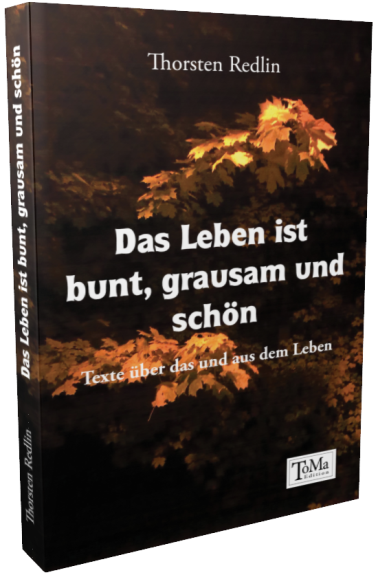 Thorsten Redlin
Das Leben ist
bunt, grausam und
schön
Texte über das und aus dem Leben
ToMa
Edition
Das Leben ist bunt, grausam und schön
Thorsten Redlin